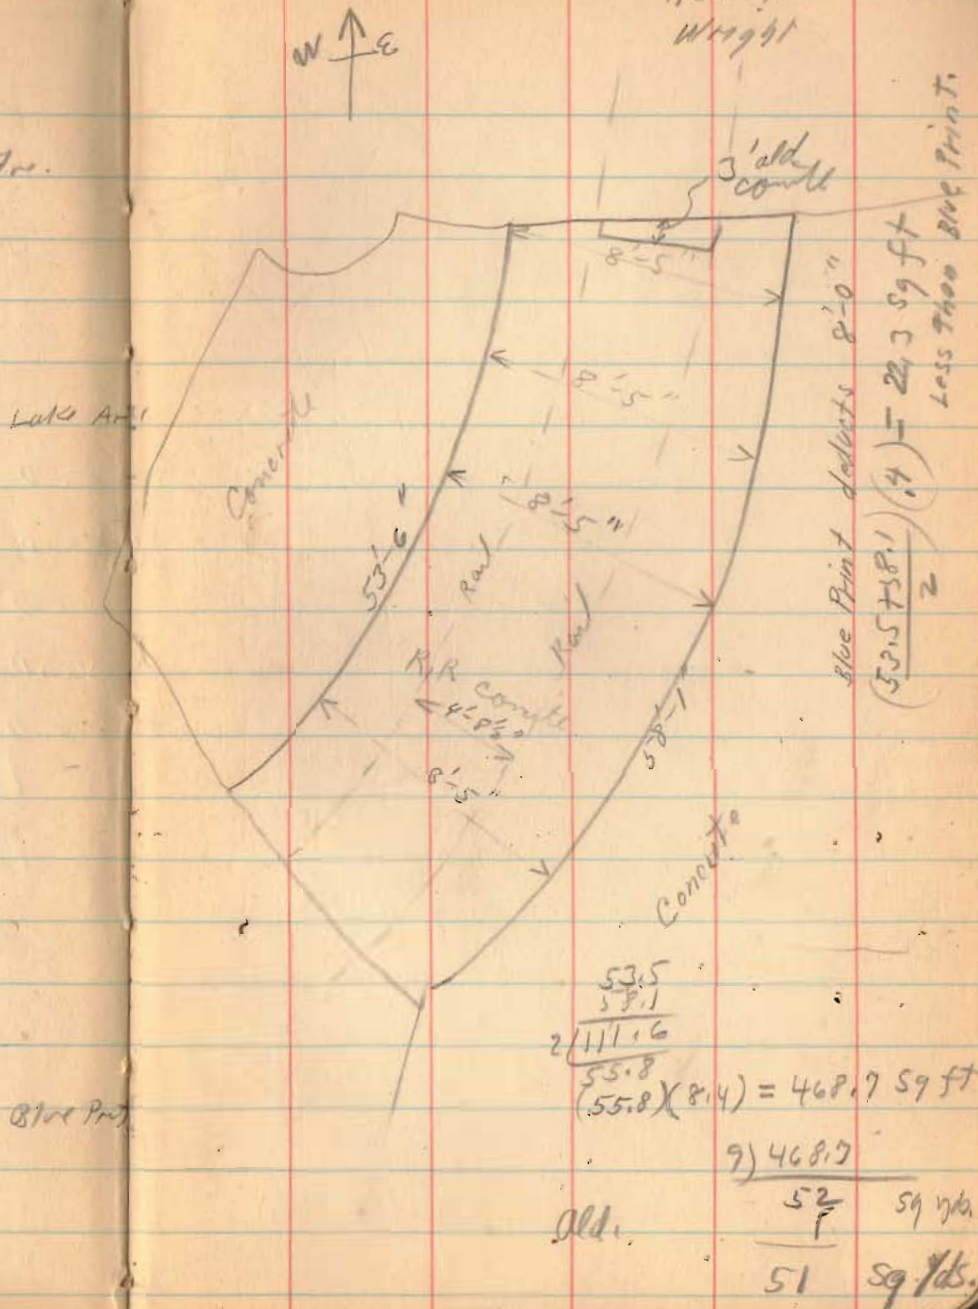 W E
Wright
3' old
concrete
8'-5"
8'-5"
8'-5"
Lake Av.
Concrete
53'-6"
Rail
Rail
R,R
Concrete
4'-8½"
8'-5"
58'-1"
Concrete
Blue Print deducts 8'-0"
(53.5+58.1)(.4) = 22.3 sq ft
2
Less than Blue Print.
53.5
58.1
2/111.6
55.8
(55.8)(8.4) = 468.7 Sq ft
Blue Prnt
9)468.7
52 sq yds.
1
Old.
51 sq. Yds.